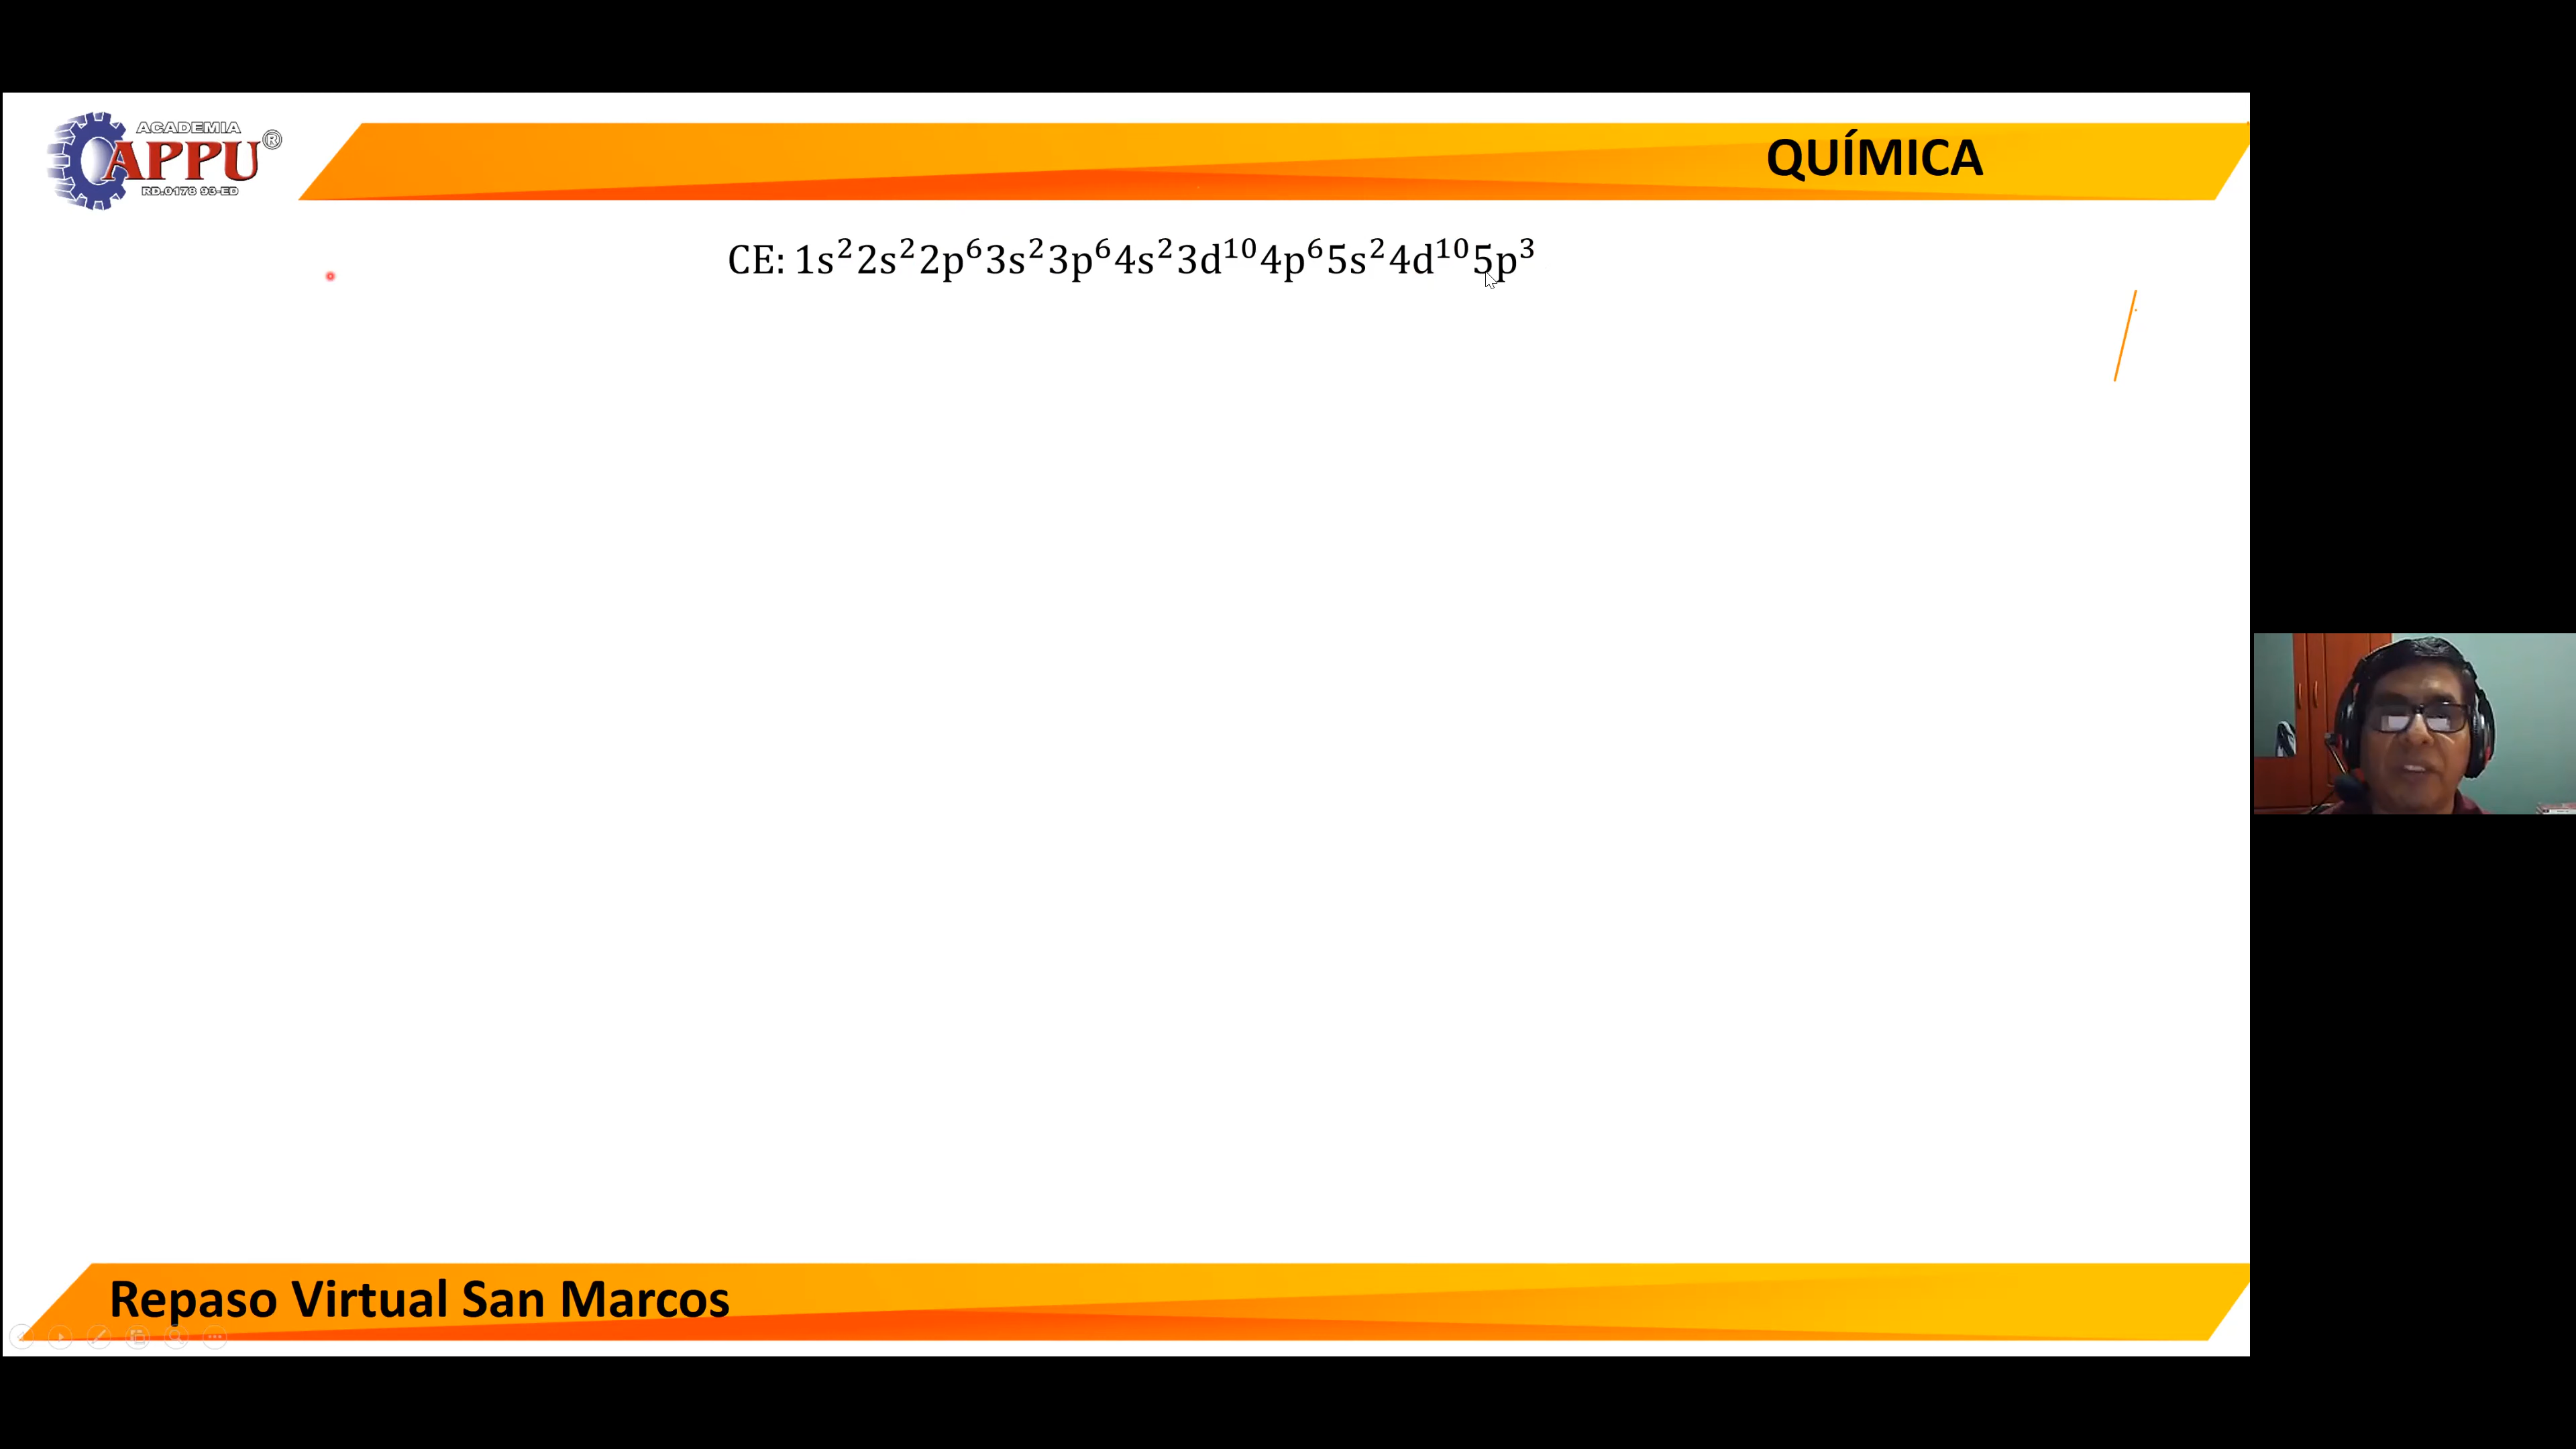 ACADEMIA
APPU®
RD.0178 93-ED
QUÍMICA
CE: 1s²2s²2p⁶3s²3p⁶4s²3d¹⁰4p⁶5s²4d¹⁰5p³
Repaso Virtual San Marcos